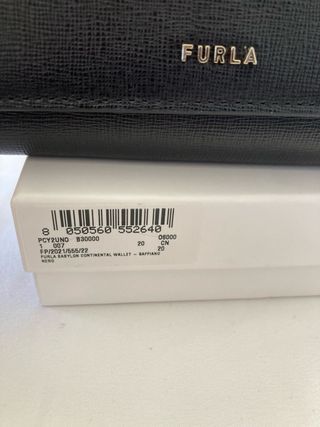 FURLA
8 050560 552640
PCY2UNO B30000 O6000
1 007 20 CN
FP/2021/555/22 20
FURLA BABYLON CONTINENTAL WALLET - SAFFIANO
NERO